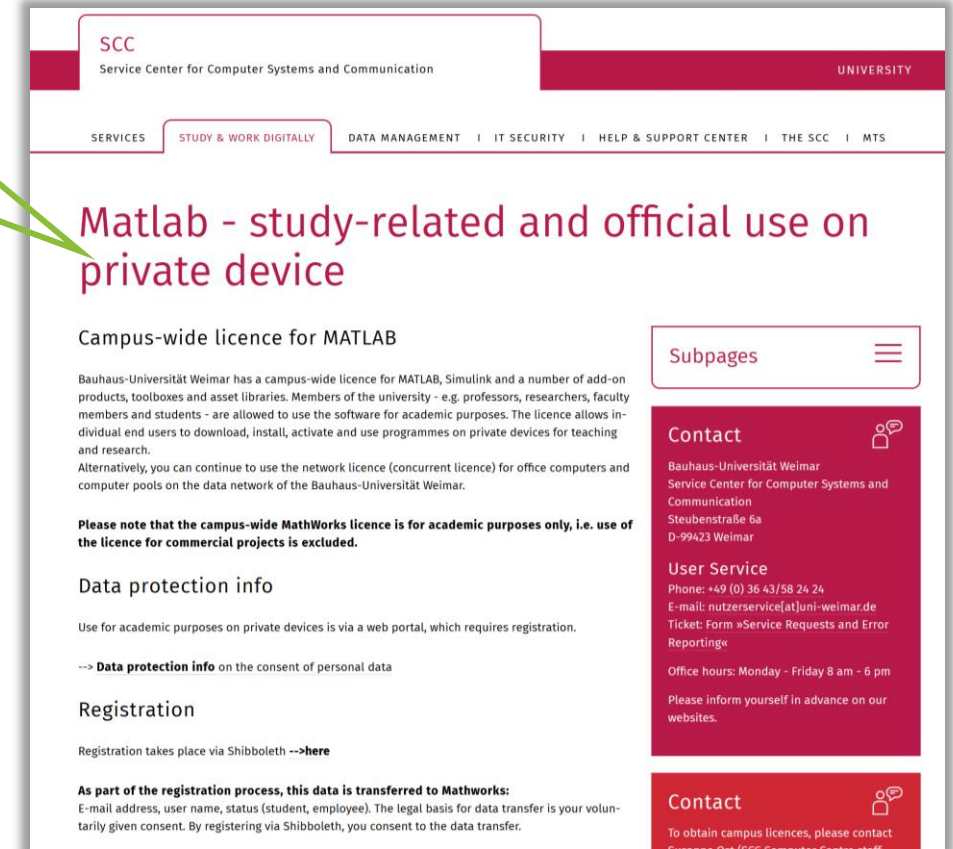 SCC
Service Center for Computer Systems and Communication
UNIVERSITY
SERVICES STUDY & WORK DIGITALLY DATA MANAGEMENT I IT SECURITY I HELP & SUPPORT CENTER I THE SCC I MTS
Matlab - study-related and official use on
private device
Campus-wide licence for MATLAB
Bauhaus-Universität Weimar has a campus-wide licence for MATLAB, Simulink and a number of add-on
products, toolboxes and asset libraries. Members of the university - e.g. professors, researchers, faculty
members and students - are allowed to use the software for academic purposes. The licence allows in-
dividual end users to download, install, activate and use programmes on private devices for teaching
and research.
Alternatively, you can continue to use the network licence (concurrent licence) for office computers and
computer pools on the data network of the Bauhaus-Universität Weimar.
Please note that the campus-wide MathWorks licence is for academic purposes only, i.e. use of
the licence for commercial projects is excluded.
Data protection info
Use for academic purposes on private devices is via a web portal, which requires registration.
--> Data protection info on the consent of personal data
Registration
Registration takes place via Shibboleth -->here
As part of the registration process, this data is transferred to Mathworks:
E-mail address, user name, status (student, employee). The legal basis for data transfer is your volun-
tarily given consent. By registering via Shibboleth, you consent to the data transfer.
Subpages
Contact
Bauhaus-Universität Weimar
Service Center for Computer Systems and
Communication
Steubenstraße 6a
D-99423 Weimar
User Service
Phone: +49 (0) 36 43/58 24 24
E-mail: nutzerservice[at]uni-weimar.de
Ticket: Form »Service Requests and Error
Reporting«
Office hours: Monday - Friday 8 am - 6 pm
Please inform yourself in advance on our
websites.
Contact
To obtain campus licences, please contact